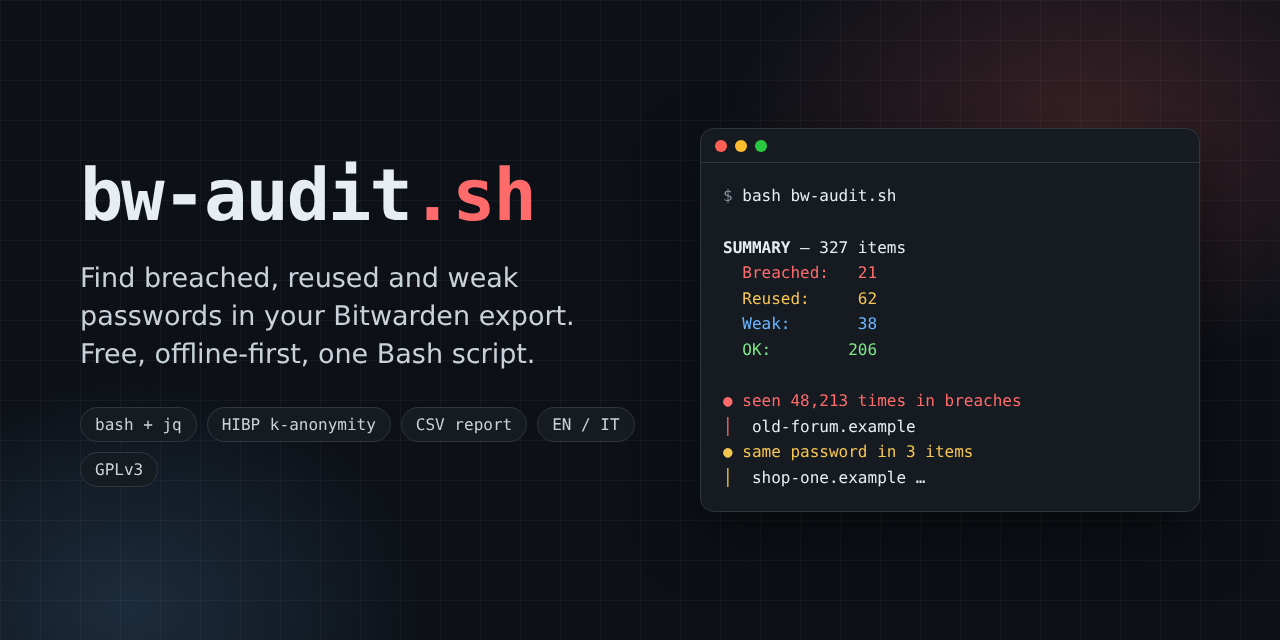 bw-audit.sh
Find breached, reused and weak
passwords in your Bitwarden export.
Free, offline-first, one Bash script.
bash + jq
HIBP k-anonymity
CSV report
EN / IT
GPLv3
$ bash bw-audit.sh
SUMMARY — 327 items
Breached: 21
Reused: 62
Weak: 38
OK: 206
● seen 48,213 times in breaches
│ old-forum.example
● same password in 3 items
│ shop-one.example …